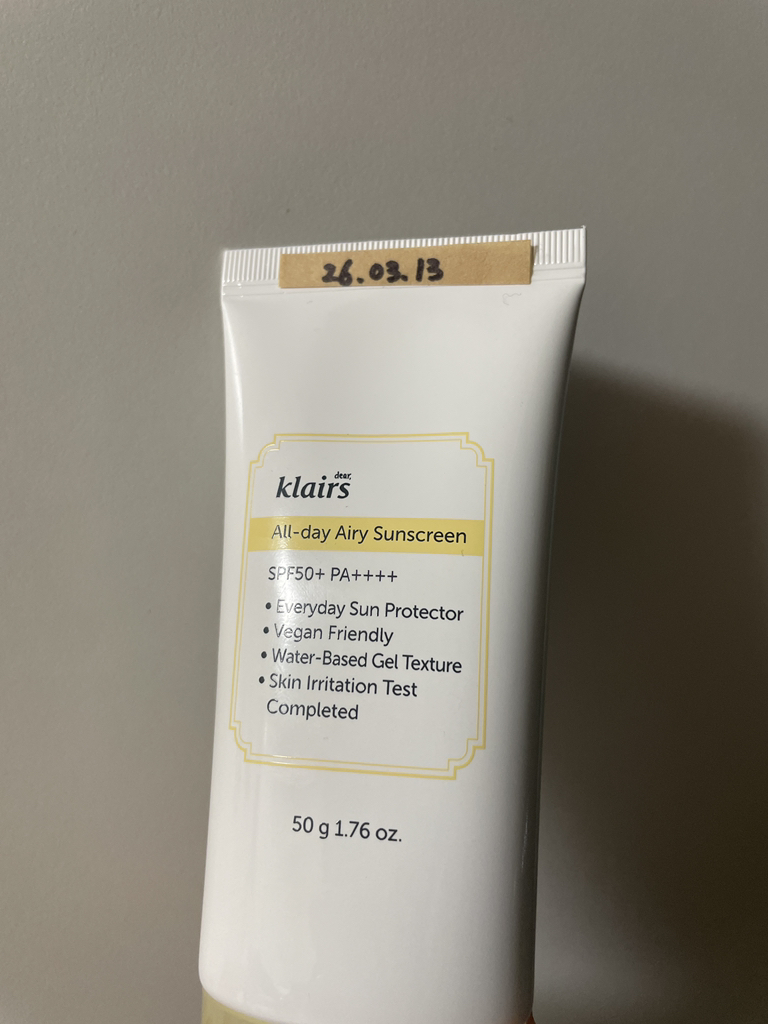 26.03.13
dear,
klairs
All-day Airy Sunscreen
SPF50+ PA++++
• Everyday Sun Protector
• Vegan Friendly
• Water-Based Gel Texture
• Skin Irritation Test
Completed
50 g 1.76 oz.